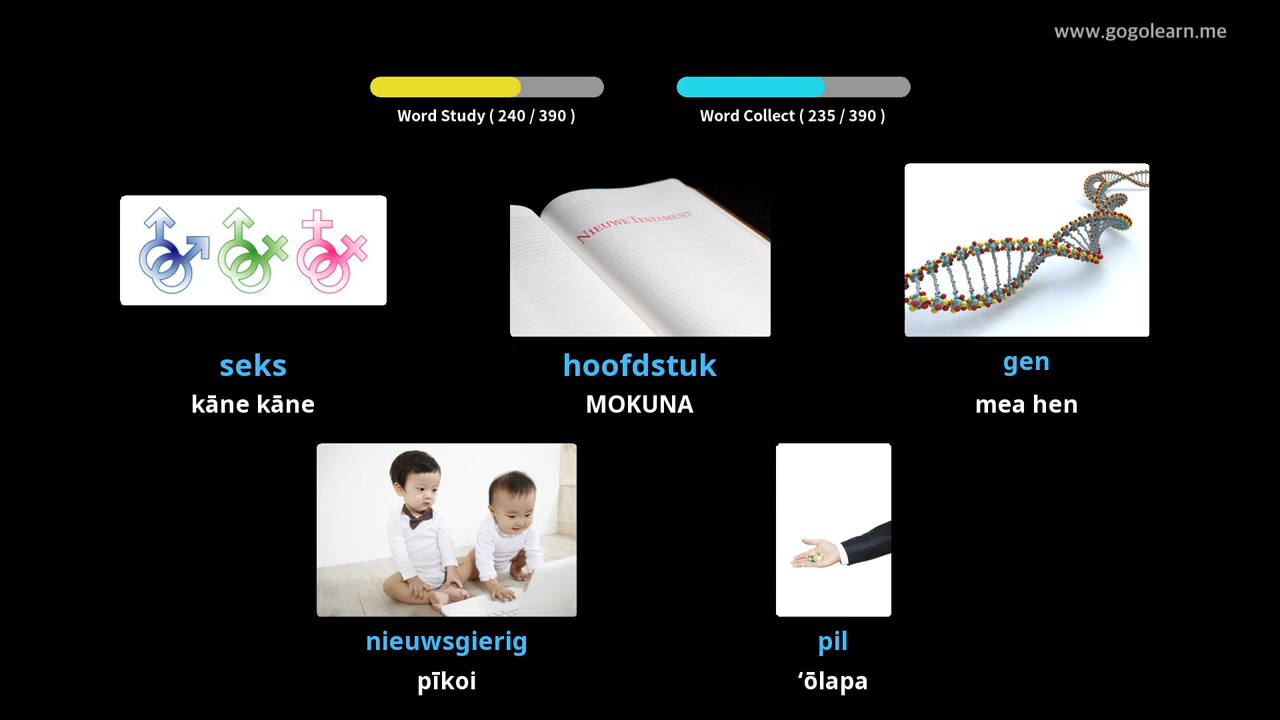 www.gogolearn.me
Word Study ( 240 / 390 )
Word Collect ( 235 / 390 )
NIEUWE TESTAMENT
seks
hoofdstuk
gen
kāne kāne
MOKUNA
mea hen
nieuwsgierig
pil
pīkoi
ʻōlapa